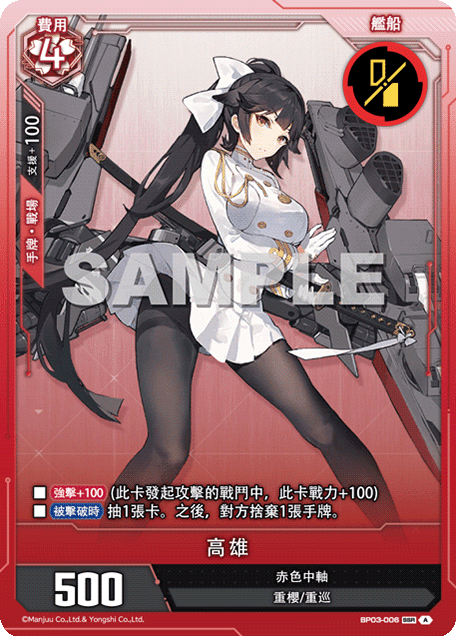 費用
4
艦船
支援+100
手牌・戰場
SAMPLE
強擊+100 (此卡發起攻擊的戰鬥中，此卡戰力+100)
被擊破時 抽1張卡。之後，對方捨棄1張手牌。
高雄
500
赤色中軸
重櫻/重巡
©Manjuu Co.,Ltd.& Yongshi Co.,Ltd.
BP03-006 SSR A